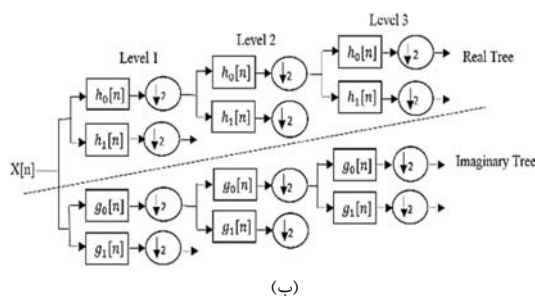 Level 1
Level 2
Level 3
h₀[n] ↓2 h₀[n] ↓2 h₀[n] ↓2 Real Tree
h₁[n] ↓2 h₁[n] ↓2 h₁[n] ↓2
X[n]
g₀[n] ↓2 g₀[n] ↓2 g₀[n] ↓2 Imaginary Tree
g₁[n] ↓2 g₁[n] ↓2 g₁[n] ↓2
(ب)